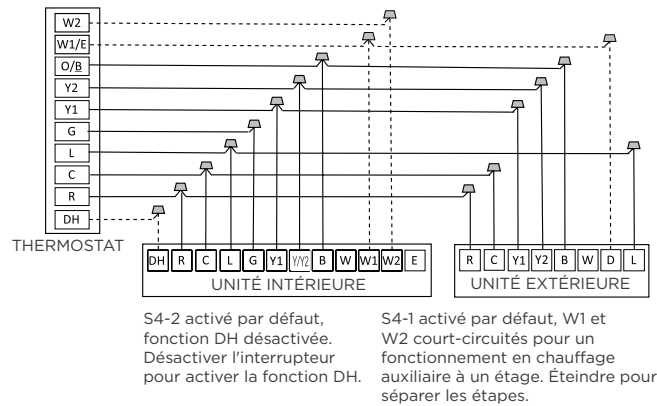 W2
W1/E
O/B
Y2
Y1
G
L
C
R
DH
THERMOSTAT
DH R C L G Y1 Y/Y2 B W W1 W2 E
UNITÉ INTÉRIEURE
R C Y1 Y2 B W D L
UNITÉ EXTÉRIEURE
S4-2 activé par défaut,
fonction DH désactivée.
Désactiver l'interrupteur
pour activer la fonction DH.
S4-1 activé par défaut, W1 et
W2 court-circuités pour un
fonctionnement en chauffage
auxiliaire à un étage. Éteindre pour
séparer les étapes.